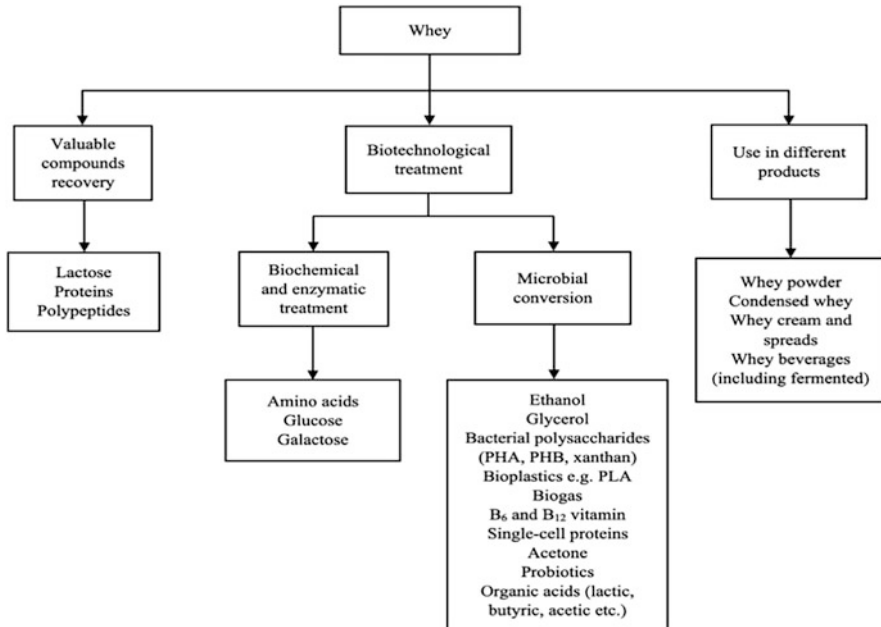 Whey
Valuable
compounds
recovery
Biotechnological
treatment
Use in different
products
Lactose
Proteins
Polypeptides
Biochemical
and enzymatic
treatment
Microbial
conversion
Whey powder
Condensed whey
Whey cream and
spreads
Whey beverages
(including fermented)
Amino acids
Glucose
Galactose
Ethanol
Glycerol
Bacterial polysaccharides
(PHA, PHB, xanthan)
Bioplastics e.g. PLA
Biogas
B₆ and B₁₂ vitamin
Single-cell proteins
Acetone
Probiotics
Organic acids (lactic,
butyric, acetic etc.)